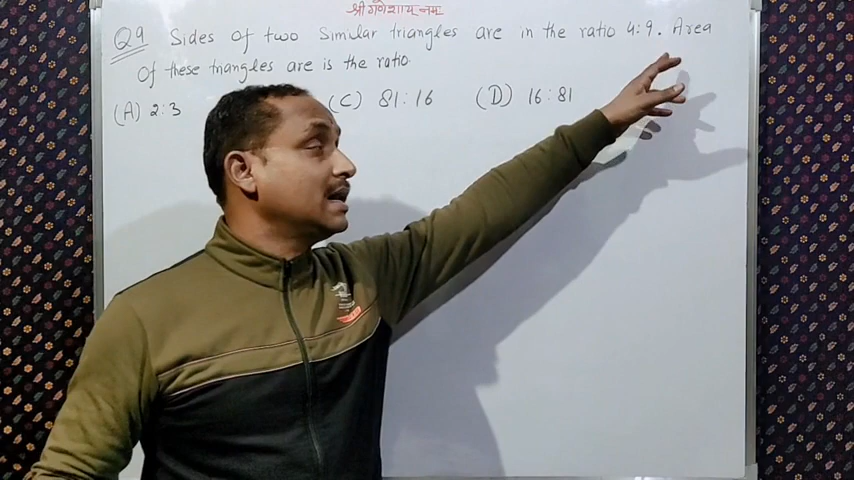 श्री गणेशाय नमः
Q9 Sides of two similar triangles are in the ratio 4:9. Area
of these triangles are is the ratio.
(A) 2:3 (C) 81:16 (D) 16:81